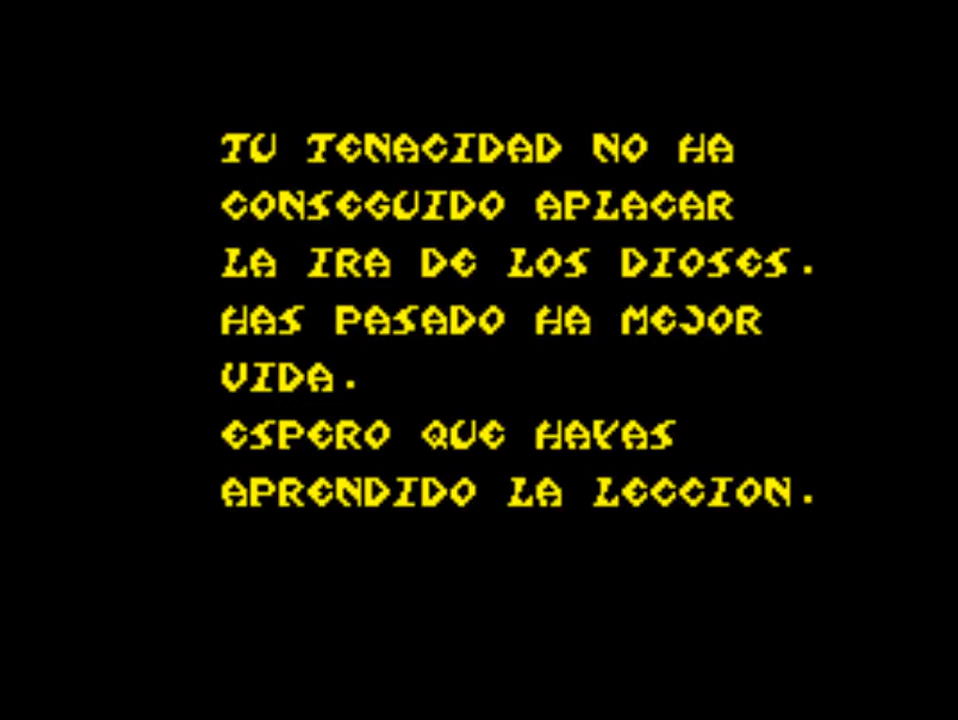 TU TENACIDAD NO HA
CONSEGUIDO APLACAR
LA IRA DE LOS DIOSES.
HAS PASADO HA MEJOR
VIDA.
ESPERO QUE HAYAS
APRENDIDO LA LECCION.